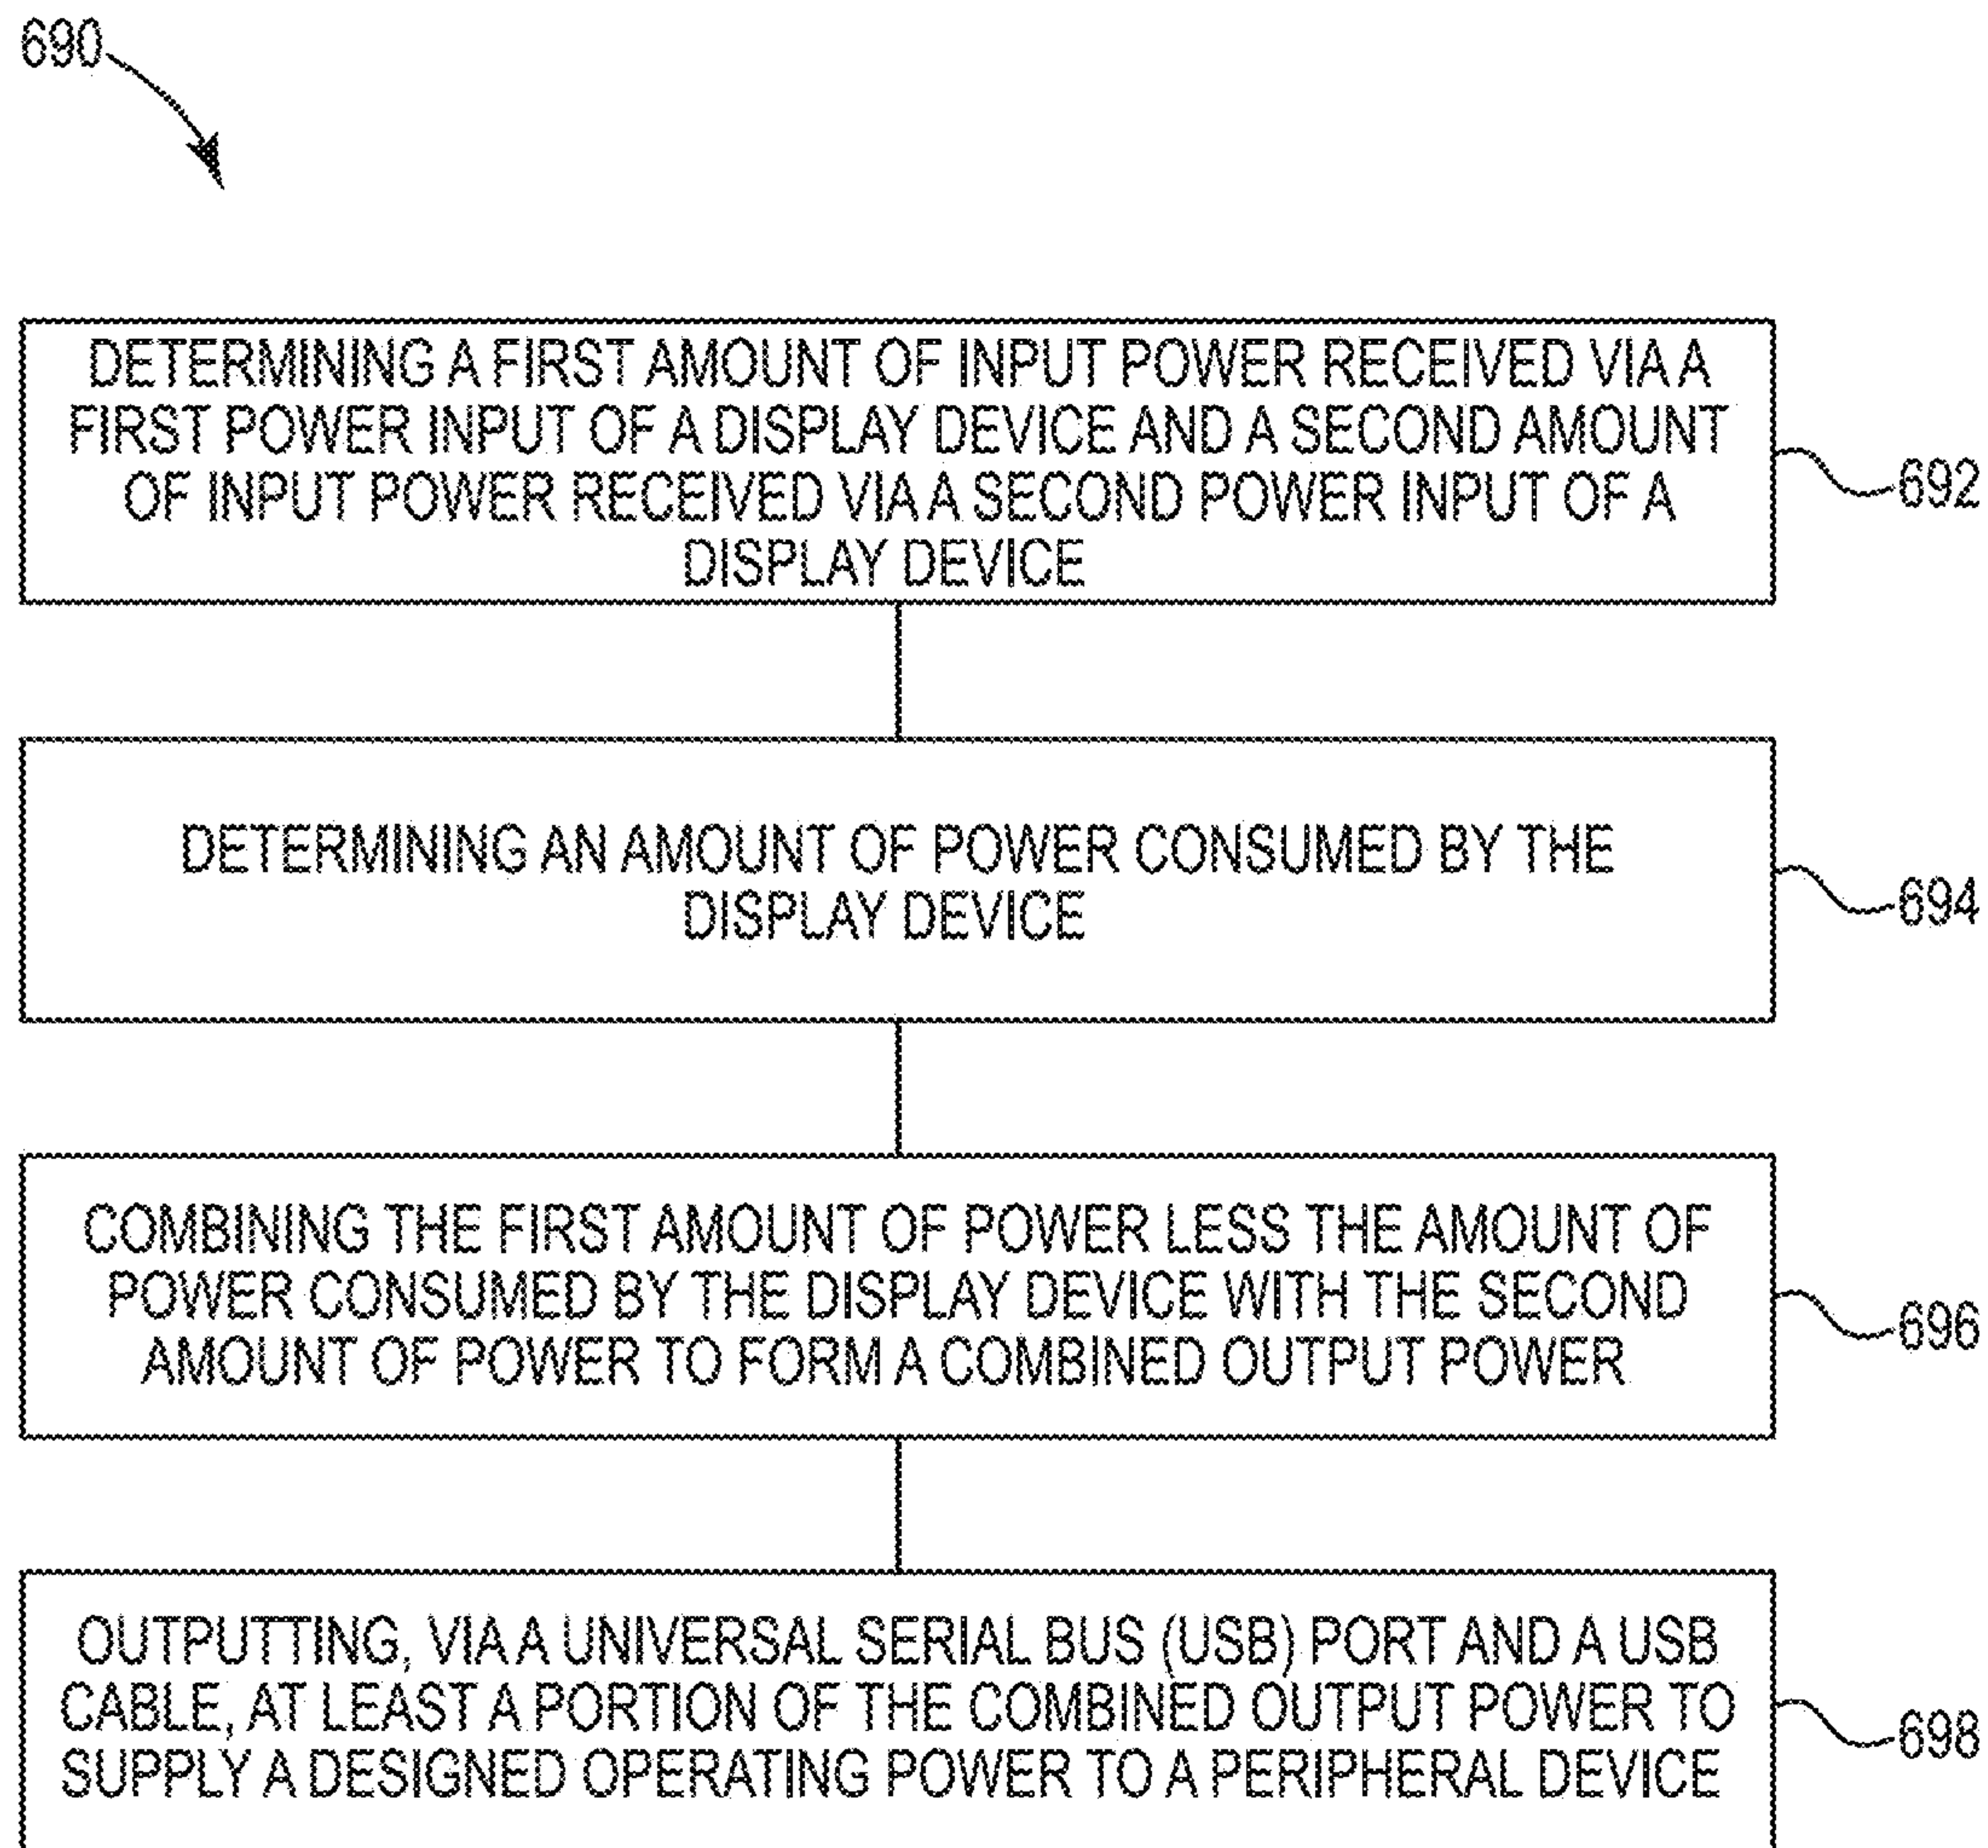 690
DETERMINING A FIRST AMOUNT OF INPUT POWER RECEIVED VIA A
FIRST POWER INPUT OF A DISPLAY DEVICE AND A SECOND AMOUNT
OF INPUT POWER RECEIVED VIA A SECOND POWER INPUT OF A
DISPLAY DEVICE
692
DETERMINING AN AMOUNT OF POWER CONSUMED BY THE
DISPLAY DEVICE
694
COMBINING THE FIRST AMOUNT OF POWER LESS THE AMOUNT OF
POWER CONSUMED BY THE DISPLAY DEVICE WITH THE SECOND
AMOUNT OF POWER TO FORM A COMBINED OUTPUT POWER
696
OUTPUTTING, VIA A UNIVERSAL SERIAL BUS (USB) PORT AND A USB
CABLE, AT LEAST A PORTION OF THE COMBINED OUTPUT POWER TO
SUPPLY A DESIGNED OPERATING POWER TO A PERIPHERAL DEVICE
698